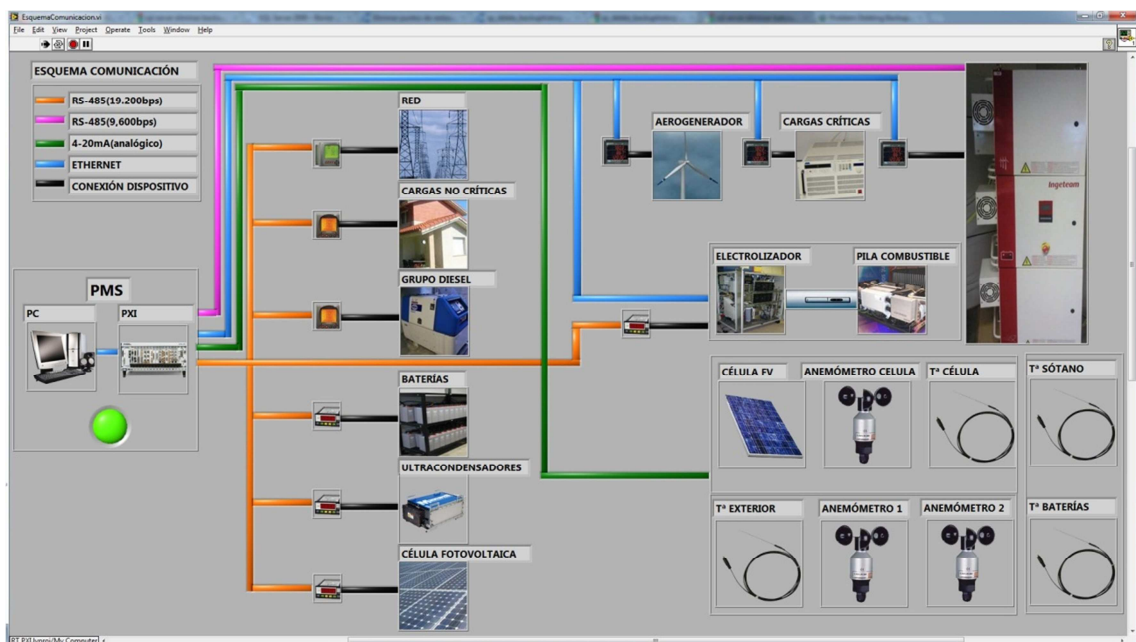 EsquemaComunicacion.vi
File Edit View Project Operate Tools Window Help
ESQUEMA COMUNICACIÓN
RS-485(19.200bps)
RS-485(9,600bps)
4-20mA(analógico)
ETHERNET
CONEXIÓN DISPOSITIVO
RED
CARGAS NO CRÍTICAS
GRUPO DIESEL
BATERÍAS
ULTRACONDENSADORES
CÉLULA FOTOVOLTAICA
AEROGENERADOR
CARGAS CRÍTICAS
Ingeteam
ELECTROLIZADOR
PILA COMBUSTIBLE
PMS
PC
PXI
CÉLULA FV
ANEMÓMETRO CELULA
Tª CÉLULA
Tª SÓTANO
Tª EXTERIOR
ANEMÓMETRO 1
ANEMÓMETRO 2
Tª BATERÍAS